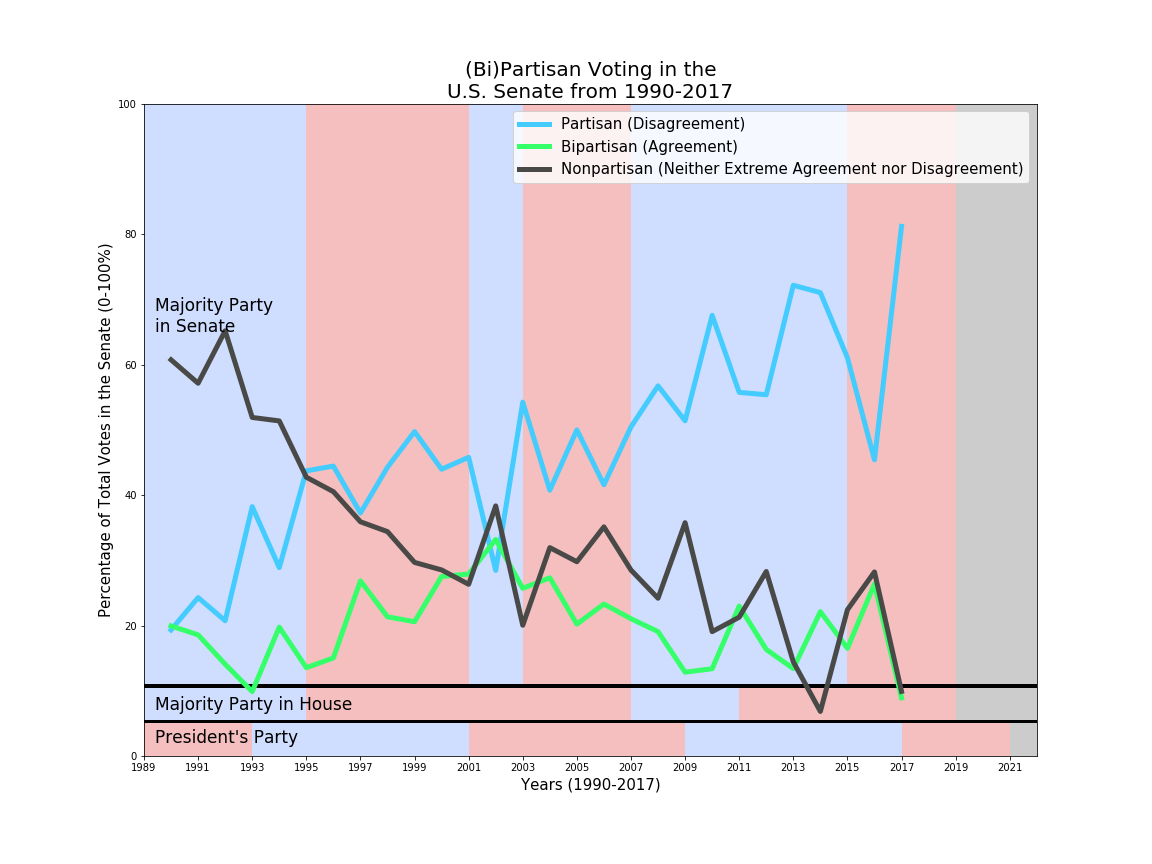 (Bi)Partisan Voting in the
U.S. Senate from 1990-2017
100
Partisan (Disagreement)
Bipartisan (Agreement)
Nonpartisan (Neither Extreme Agreement nor Disagreement)
80
Percentage of Total Votes in the Senate (0-100%)
Majority Party
in Senate
60
40
20
Majority Party in House
President's Party
0
1989 1991 1993 1995 1997 1999 2001 2003 2005 2007 2009 2011 2013 2015 2017 2019 2021
Years (1990-2017)